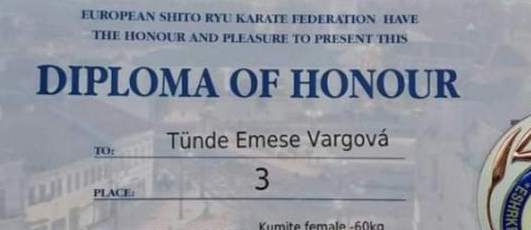 EUROPEAN SHITO RYU KARATE FEDERATION HAVE
THE HONOUR AND PLEASURE TO PRESENT THIS
DIPLOMA OF HONOUR
TO: Tünde Emese Vargová
PLACE: 3
Kumite female -60kg